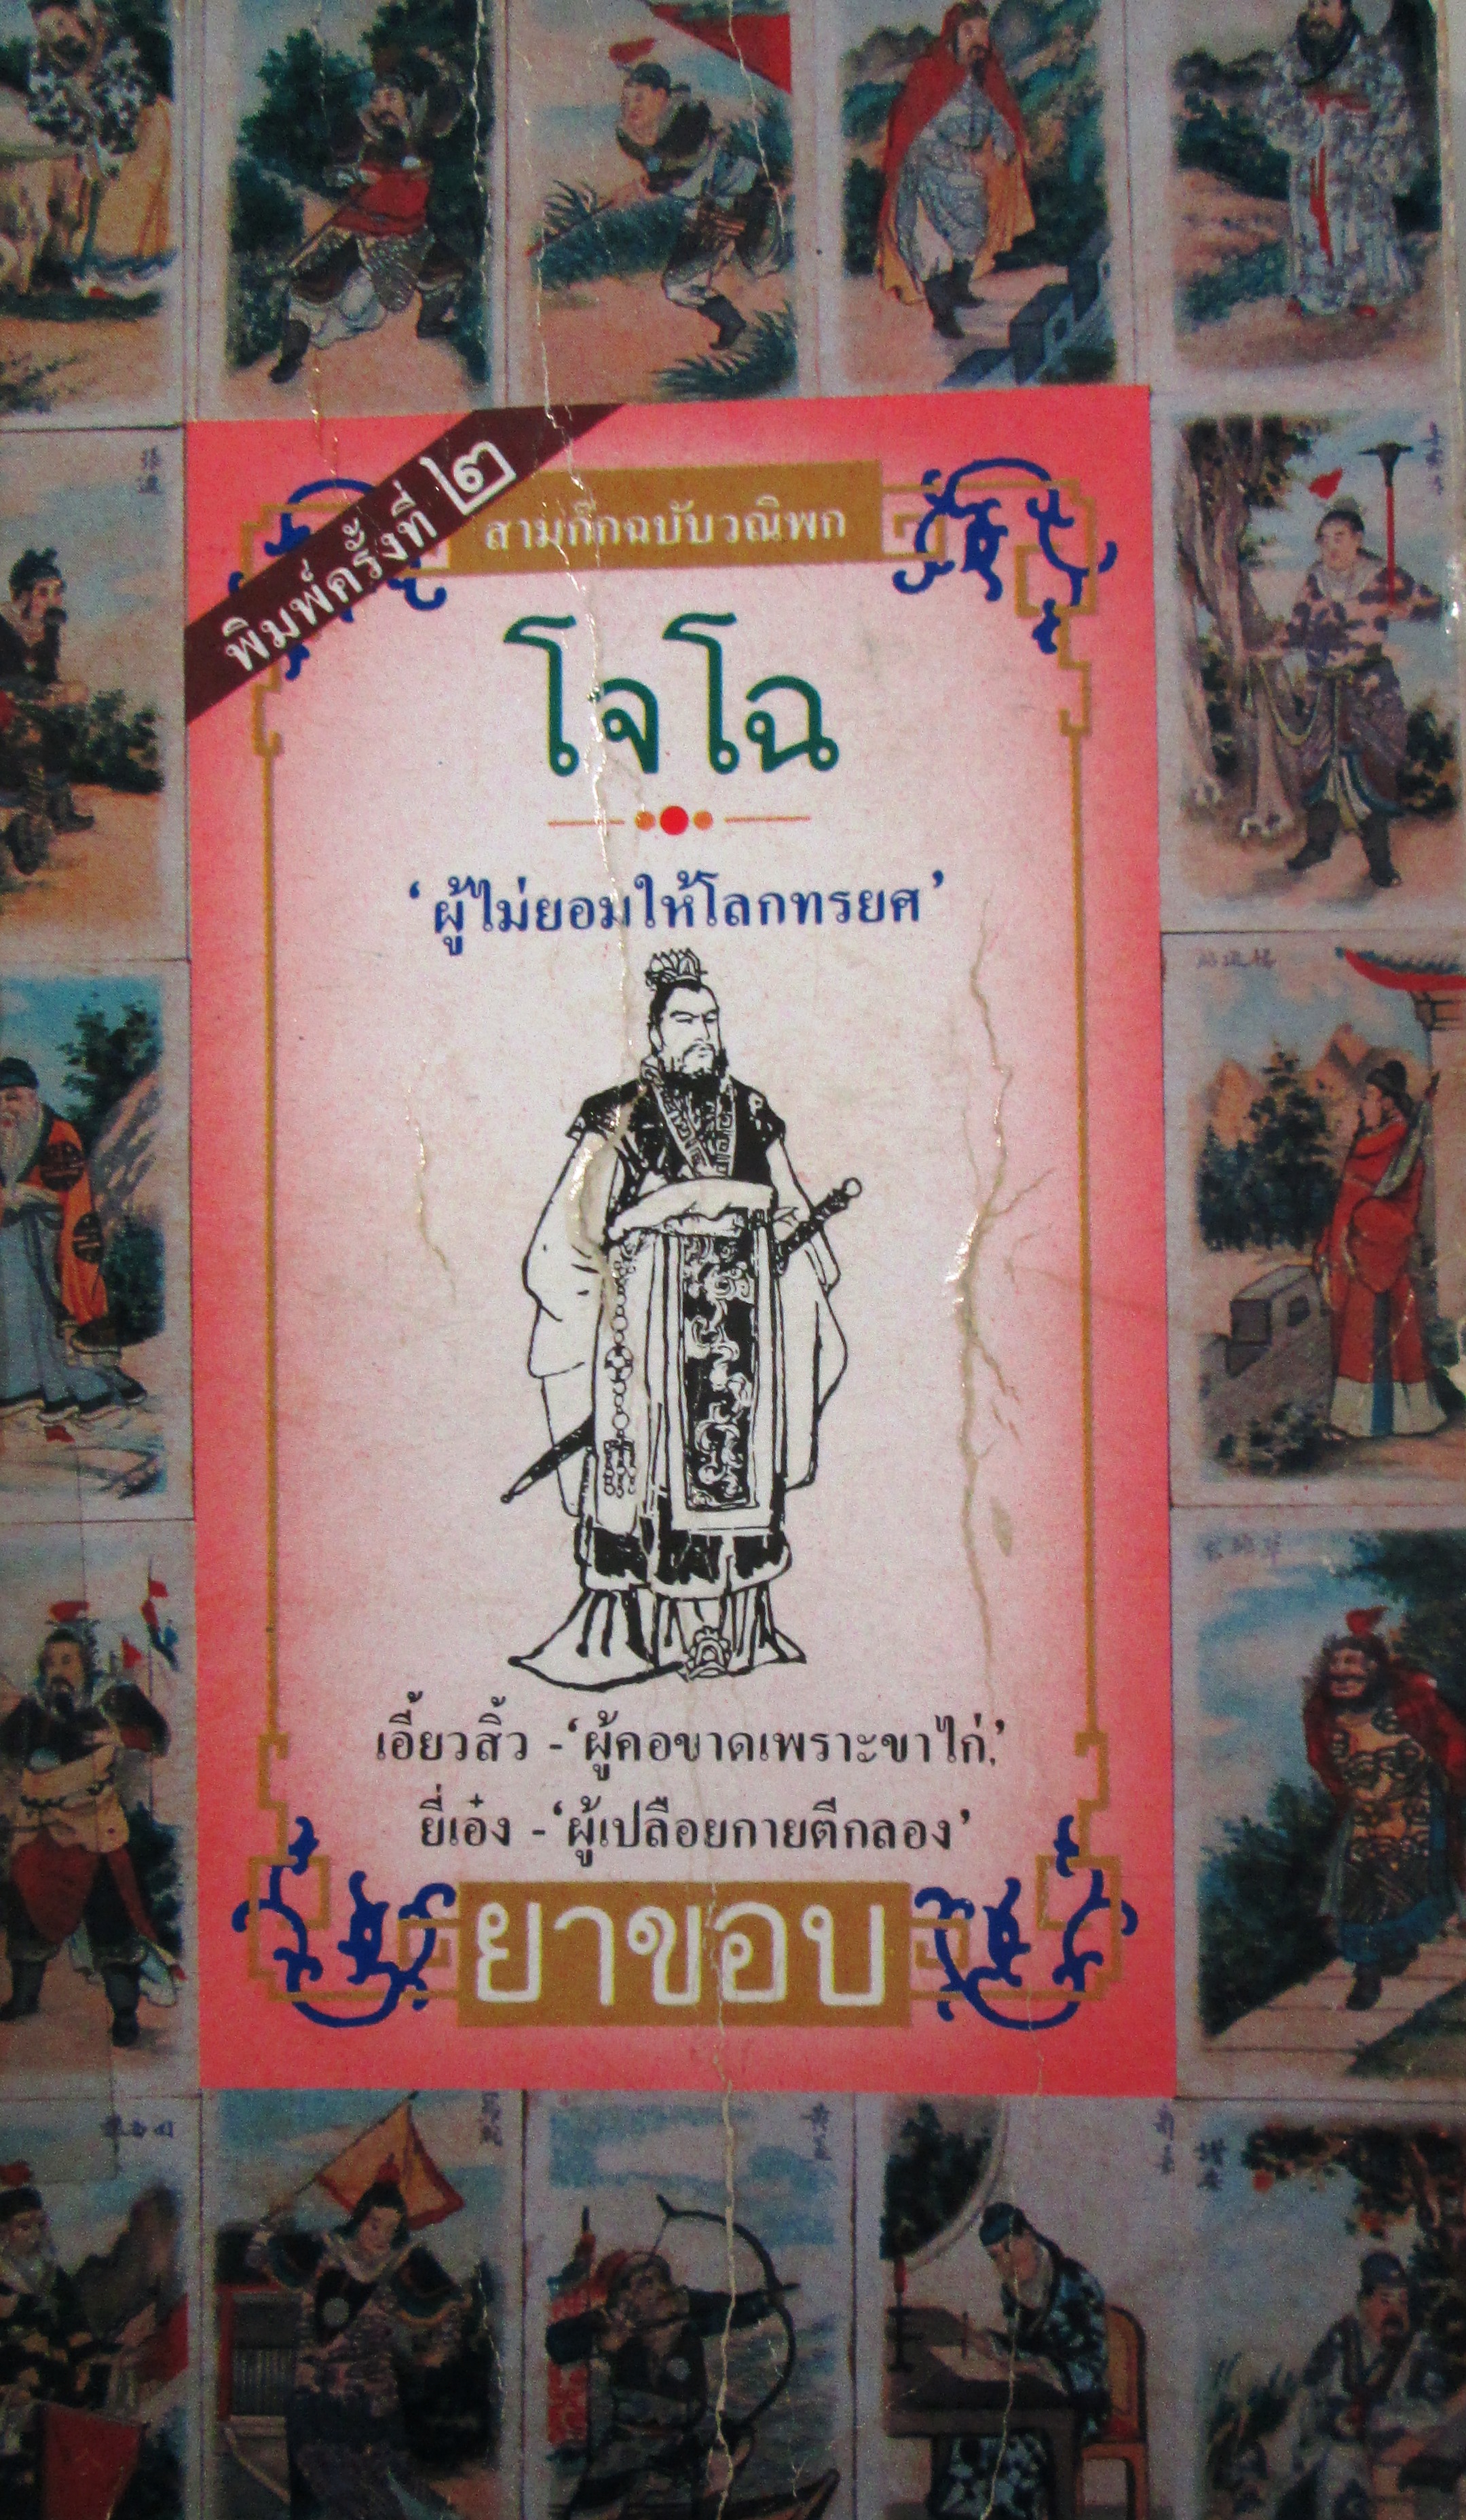 พิมพ์ครั้งที่ ๒
สามก๊กฉบับวณิพก
โจโฉ
‘ผู้ไม่ยอมให้โลกทรยศ’
เอี้ยวสิ้ว -‘ผู้คอขาดเพราะขาไก่’
ยี่เอ๋ง -‘ผู้เปลือยกายตีกลอง’
ยาขอบ